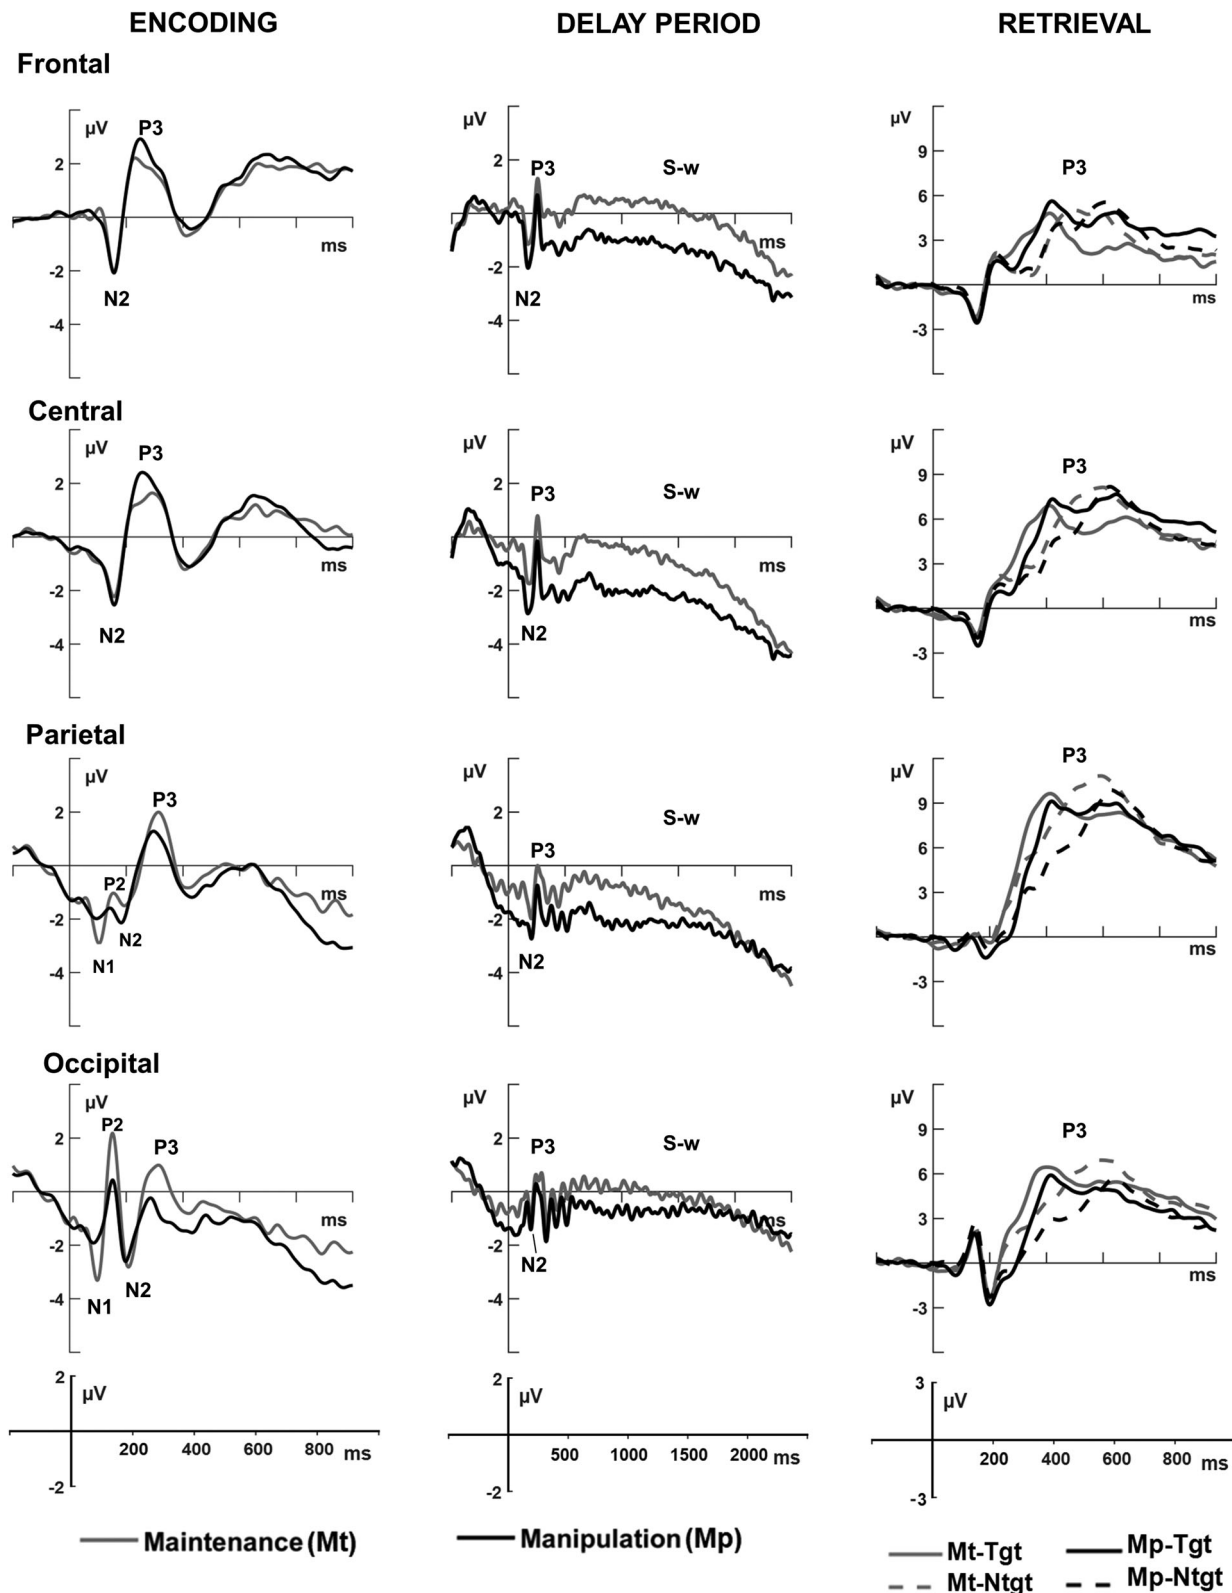 ENCODING DELAY PERIOD RETRIEVAL
Frontal
µV P3 2 ms -2 N2 -4
µV 2 P3 S-w ms -2 N2 -4
µV 9 P3 6 3 ms -3
Central
µV P3 2 ms -2 N2 -4
µV 2 P3 S-w ms -2 N2 -4
µV 9 P3 6 3 ms -3
Parietal
µV 2 P3 P2 ms -2 N2 N1 -4
µV 2 S-w P3 ms -2 N2 -4
P3 µV 9 6 3 ms -3
Occipital
µV P2 2 P3 ms -2 N2 N1 -4
µV 2 P3 S-w ms -2 N2 -4
µV 9 P3 6 3 ms -3
2 µV 200 400 600 800 ms -2
2 µV 500 1000 1500 2000 ms -2
3 µV 200 400 600 800 ms -3
Maintenance (Mt) Manipulation (Mp)
Mt-Tgt Mp-Tgt
Mt-Ntgt Mp-Ntgt